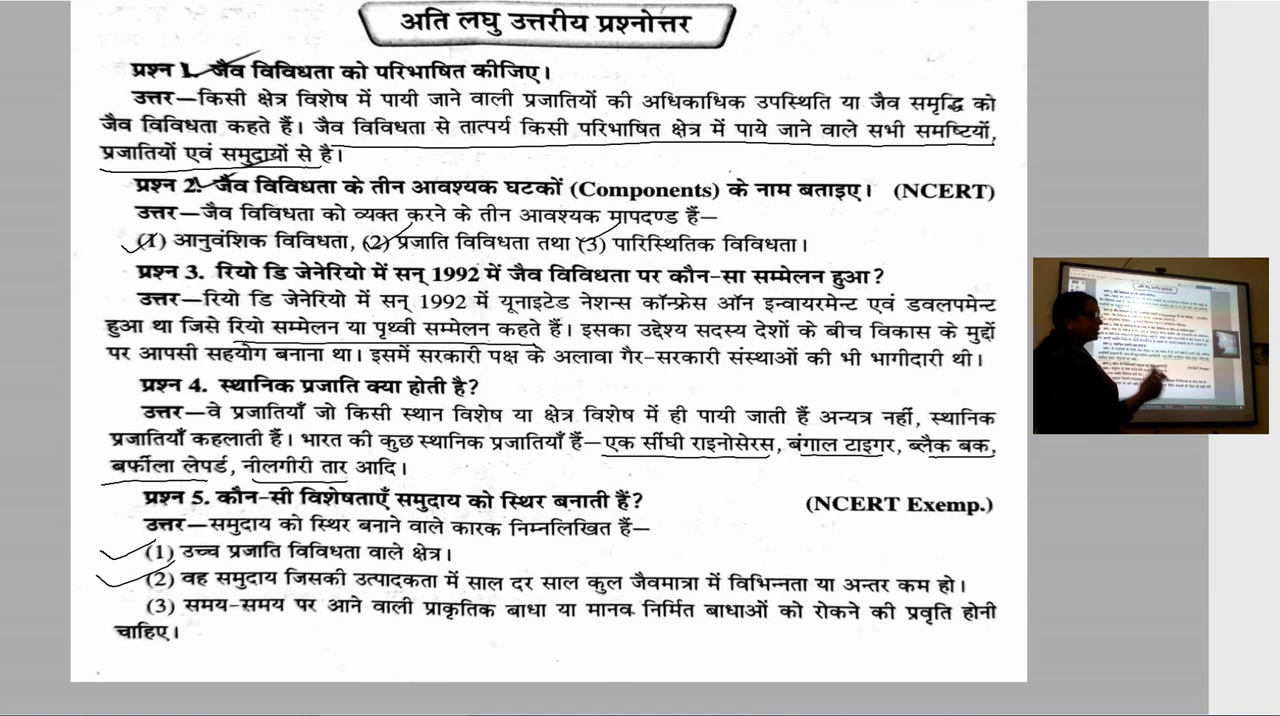 अति लघु उत्तरीय प्रश्नोत्तर
प्रश्न 1. जैव विविधता को परिभाषित कीजिए।
उत्तर—किसी क्षेत्र विशेष में पायी जाने वाली प्रजातियों की अधिकाधिक उपस्थिति या जैव समृद्धि को
जैव विविधता कहते हैं। जैव विविधता से तात्पर्य किसी परिभाषित क्षेत्र में पाये जाने वाले सभी समष्टियों,
प्रजातियों एवं समुदायों से है।
प्रश्न 2. जैव विविधता के तीन आवश्यक घटकों (Components) के नाम बताइए। (NCERT)
उत्तर—जैव विविधता को व्यक्त करने के तीन आवश्यक मापदण्ड हैं—
(1) आनुवंशिक विविधता, (2) प्रजाति विविधता तथा (3) पारिस्थितिक विविधता।
प्रश्न 3. रियो डि जेनेरियो में सन् 1992 में जैव विविधता पर कौन-सा सम्मेलन हुआ?
उत्तर—रियो डि जेनेरियो में सन् 1992 में यूनाइटेड नेशन्स कॉन्फ्रेस ऑन इन्वायरमेन्ट एवं डवलपमेन्ट
हुआ था जिसे रियो सम्मेलन या पृथ्वी सम्मेलन कहते हैं। इसका उद्देश्य सदस्य देशों के बीच विकास के मुद्दों
पर आपसी सहयोग बनाना था। इसमें सरकारी पक्ष के अलावा गैर-सरकारी संस्थाओं की भी भागीदारी थी।
प्रश्न 4. स्थानिक प्रजाति क्या होती है?
उत्तर—वे प्रजातियाँ जो किसी स्थान विशेष या क्षेत्र विशेष में ही पायी जाती हैं अन्यत्र नहीं, स्थानिक
प्रजातियाँ कहलाती हैं। भारत की कुछ स्थानिक प्रजातियाँ हैं—एक सींघी राइनोसेरस, बंगाल टाइगर, ब्लैक बक,
बर्फीला लेपर्ड, नीलगीरी तार आदि।
प्रश्न 5. कौन-सी विशेषताएँ समुदाय को स्थिर बनाती हैं? (NCERT Exemp.)
उत्तर—समुदाय को स्थिर बनाने वाले कारक निम्नलिखित हैं—
(1) उच्च प्रजाति विविधता वाले क्षेत्र।
(2) वह समुदाय जिसकी उत्पादकता में साल दर साल कुल जैवमात्रा में विभिन्नता या अन्तर कम हो।
(3) समय-समय पर आने वाली प्राकृतिक बाधा या मानव निर्मित बाधाओं को रोकने की प्रवृति होनी
चाहिए।